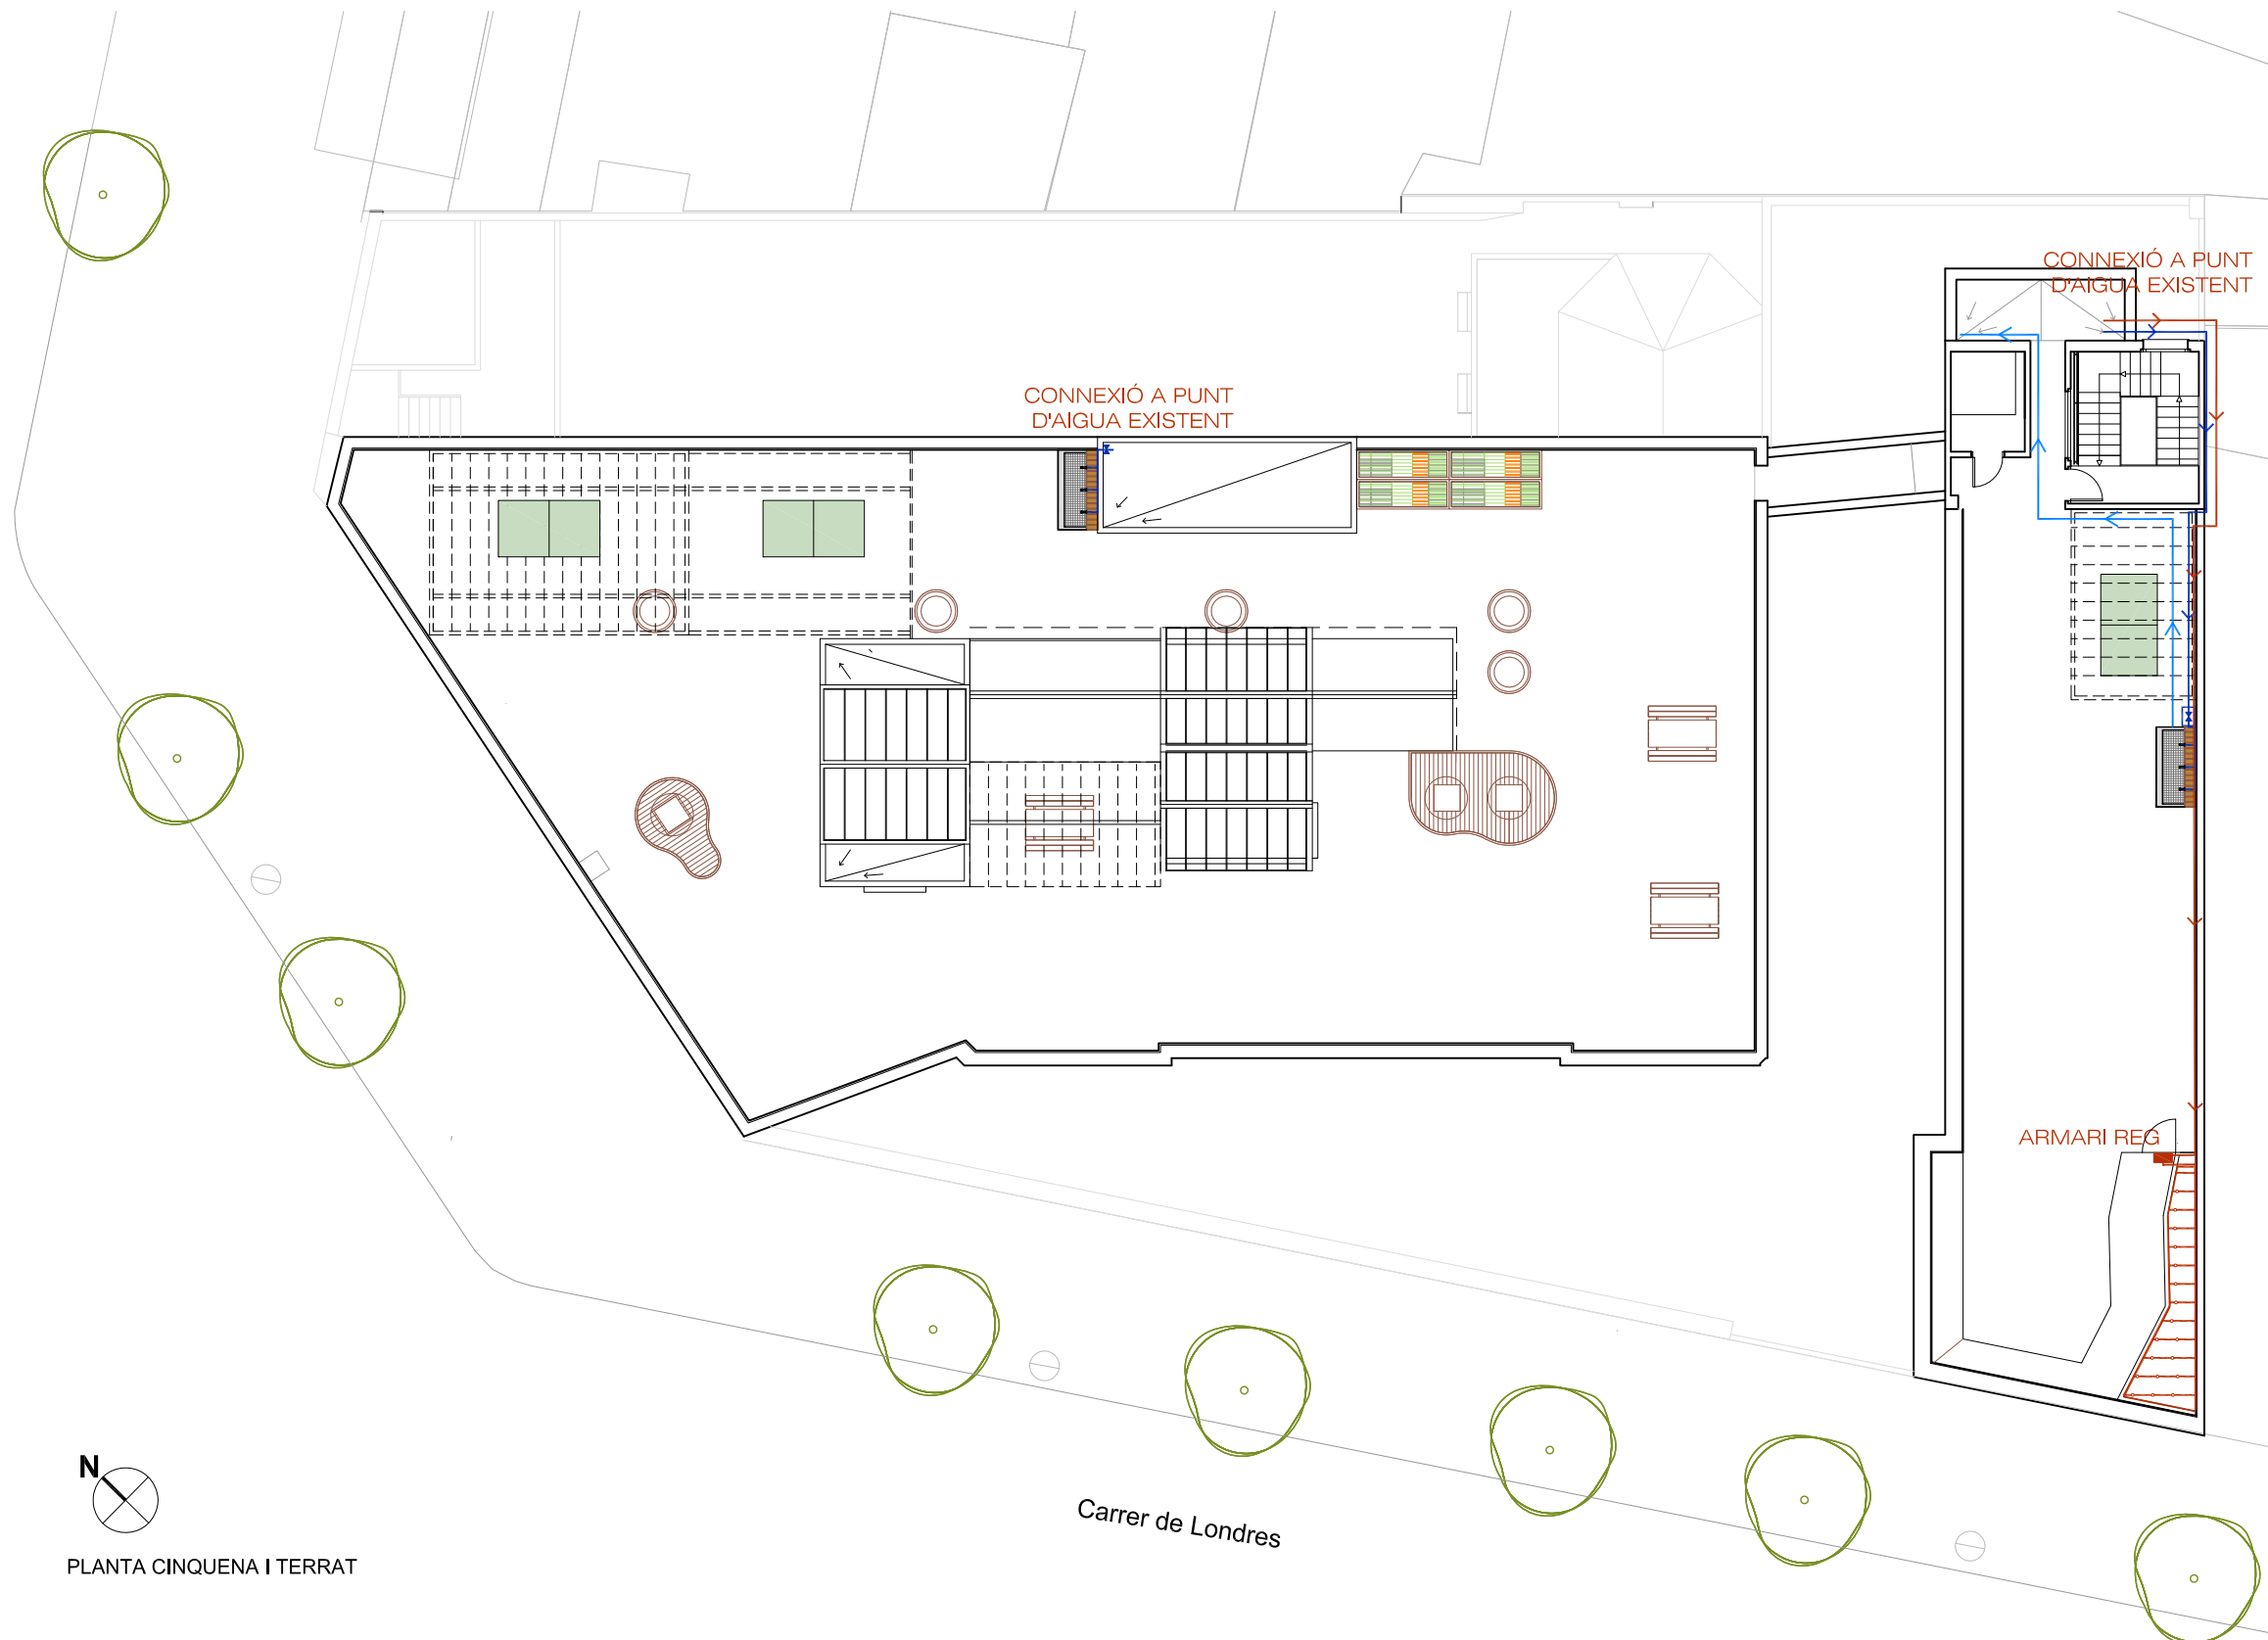 CONNEXIÓ A PUNT
D'AIGUA EXISTENT
CONNEXIÓ A PUNT
D'AIGUA EXISTENT
ARMARI REG
N
Carrer de Londres
PLANTA CINQUENA I TERRAT